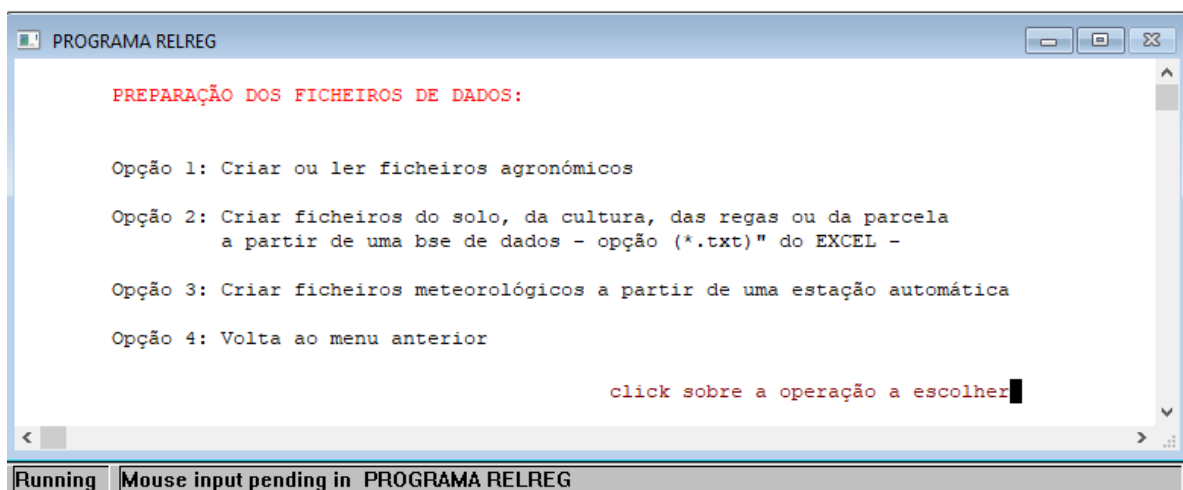 PROGRAMA RELREG
PREPARAÇÃO DOS FICHEIROS DE DADOS:
Opção 1: Criar ou ler ficheiros agronómicos
Opção 2: Criar ficheiros do solo, da cultura, das regas ou da parcela
a partir de uma bse de dados - opção (*.txt)" do EXCEL -
Opção 3: Criar ficheiros meteorológicos a partir de uma estação automática
Opção 4: Volta ao menu anterior
click sobre a operação a escolher
Running Mouse input pending in PROGRAMA RELREG